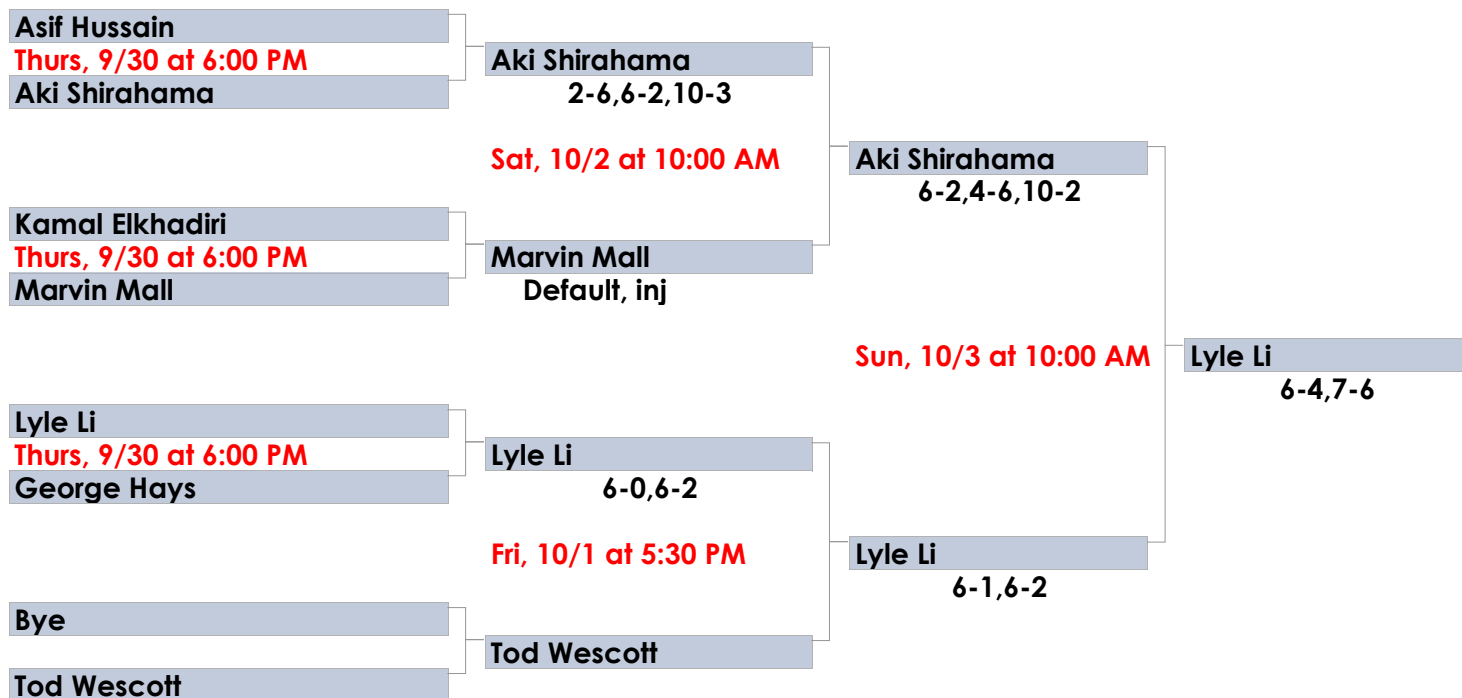 Asif Hussain
Thurs, 9/30 at 6:00 PM
Aki Shirahama
Aki Shirahama
2-6,6-2,10-3
Sat, 10/2 at 10:00 AM
Aki Shirahama
6-2,4-6,10-2
Kamal Elkhadiri
Thurs, 9/30 at 6:00 PM
Marvin Mall
Marvin Mall
Default, inj
Sun, 10/3 at 10:00 AM
Lyle Li
6-4,7-6
Lyle Li
Thurs, 9/30 at 6:00 PM
George Hays
Lyle Li
6-0,6-2
Fri, 10/1 at 5:30 PM
Lyle Li
6-1,6-2
Bye
Tod Wescott
Tod Wescott